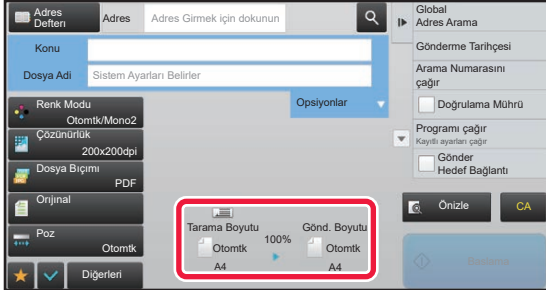 Adres
Defteri
Adres
Adres Girmek için dokunun
Konu
Dosya Adi
Sistem Ayarları Belirler
Opsiyonlar
Renk Modu
Otomtk/Mono2
Çözünürlük
200x200dpi
Dosya Bıçımı
PDF
Orıjınal
Poz
Otomtk
Diğerleri
Tarama Boyutu
Otomtk
A4
100%
Gönd. Boyutu
Otomtk
A4
Global
Adres Arama
Gönderme Tarihçesi
Arama Numarasını
çağır
Doğrulama Mührü
Programı çağır
Kayıtlı ayarları çağır
Gönder
Hedef Bağlantı
Önizle
CA